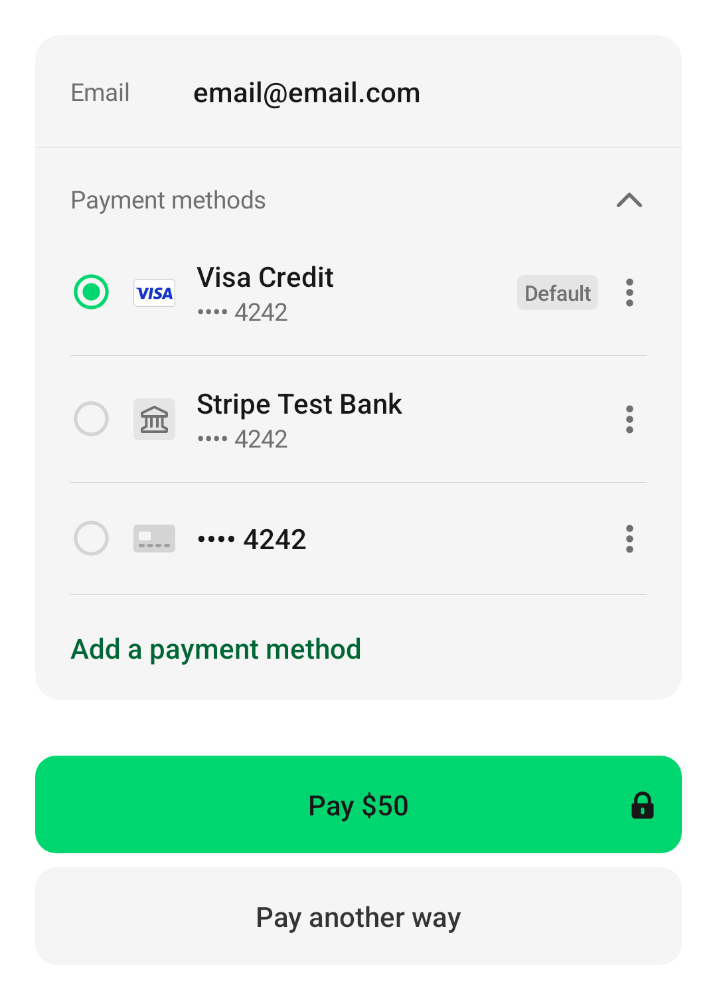 Email email@email.com
Payment methods
VISA Visa Credit Default
•••• 4242
Stripe Test Bank
•••• 4242
•••• 4242
Add a payment method
Pay $50
Pay another way